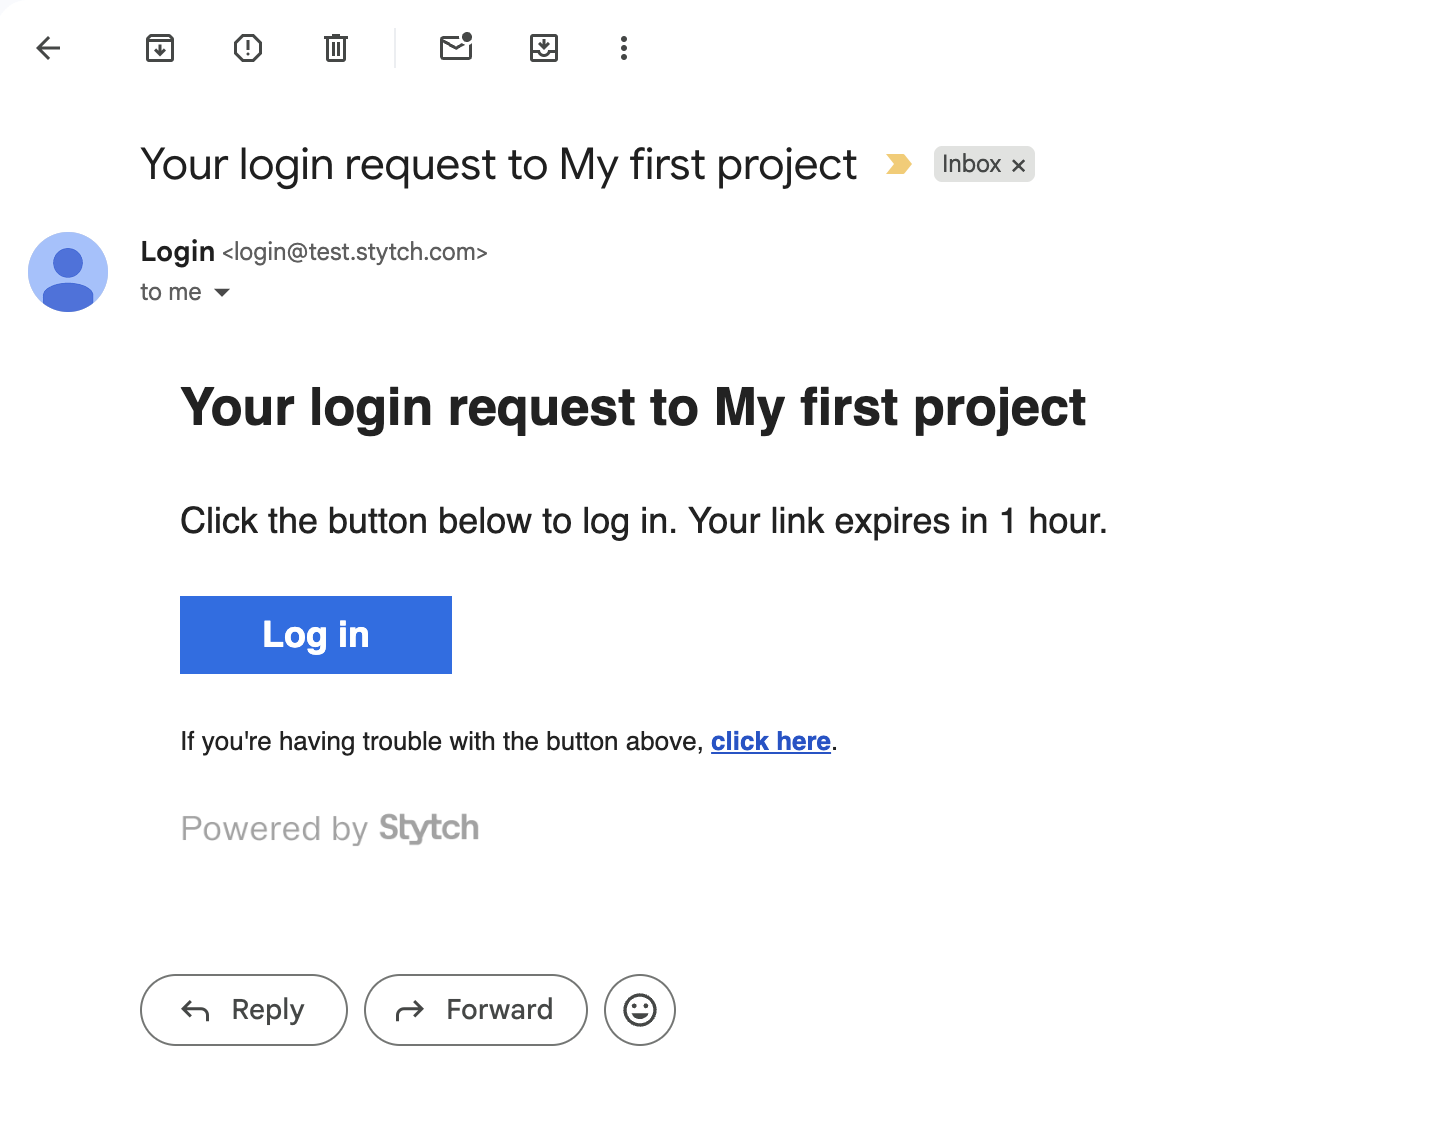 Your login request to My first project Inbox ×
Login <login@test.stytch.com>
to me
Your login request to My first project
Click the button below to log in. Your link expires in 1 hour.
Log in
If you're having trouble with the button above, click here.
Powered by Stytch
Reply Forward